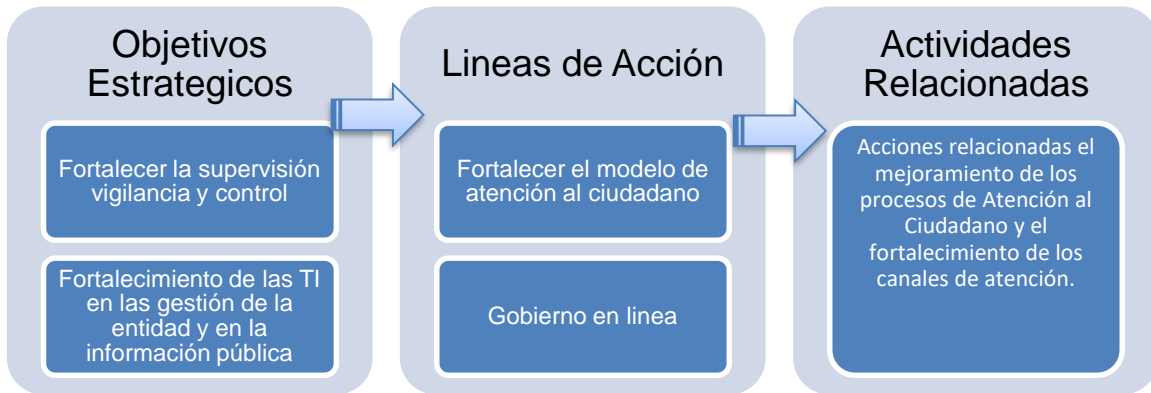 Objetivos
Estrategicos
Fortalecer la supervisión
vigilancia y control
Fortalecimiento de las TI
en las gestión de la
entidad y en la
información pública
Lineas de Acción
Fortalecer el modelo de
atención al ciudadano
Gobierno en linea
Actividades
Relacionadas
Acciones relacionadas el
mejoramiento de los
procesos de Atención al
Ciudadano y el
fortalecimiento de los
canales de atención.